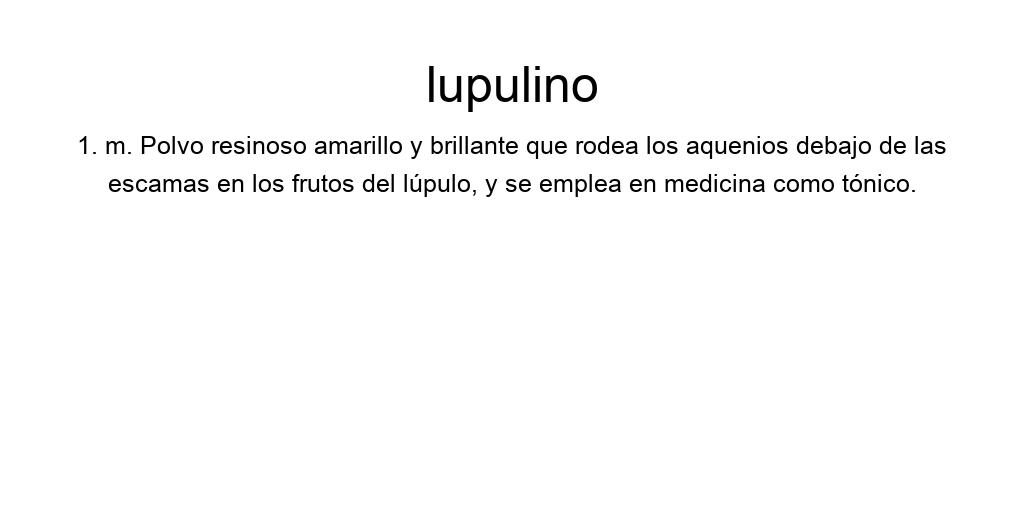 lupulino
1. m. Polvo resinoso amarillo y brillante que rodea los aquenios debajo de las
escamas en los frutos del lúpulo, y se emplea en medicina como tónico.